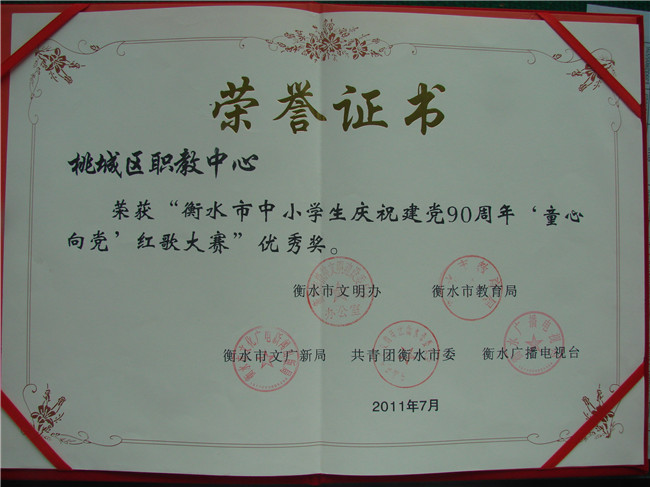 荣誉证书
桃城区职教中心
荣获“衡水市中小学生庆祝建党90周年‘童心
向党’红歌大赛”优秀奖。
衡水市文明办 衡水市教育局
办公室
衡水市文广新局 共青团衡水市委 衡水广播电视台
2011年7月